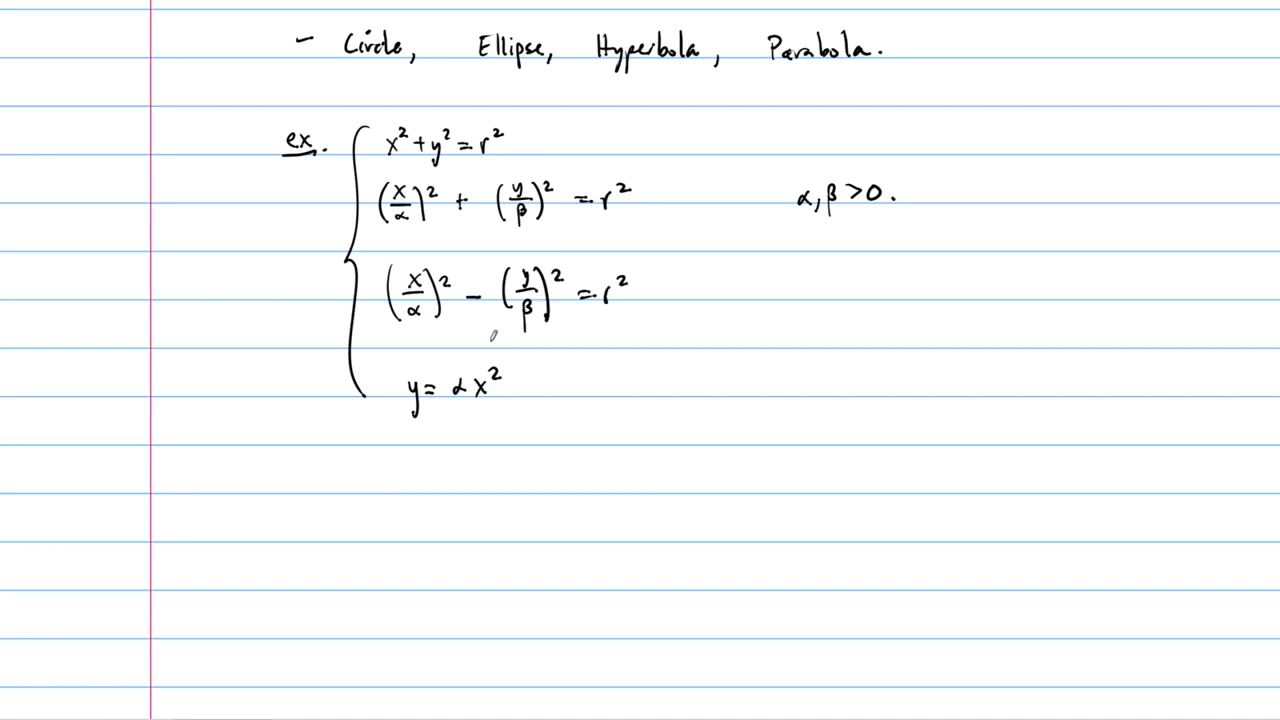 - Circle, Ellipse, Hyperbola, Parabola.
ex. x² + y² = r²
(x/α)² + (y/β)² = r² α, β > 0.
(x/α)² - (y/β)² = r²
y = αx²